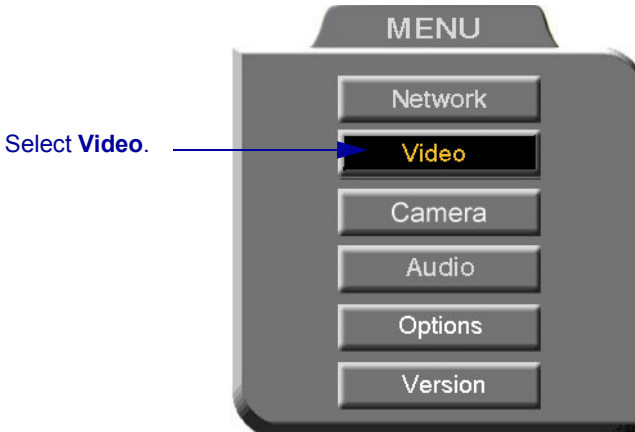 MENU
Network
Select Video.
Video
Camera
Audio
Options
Version